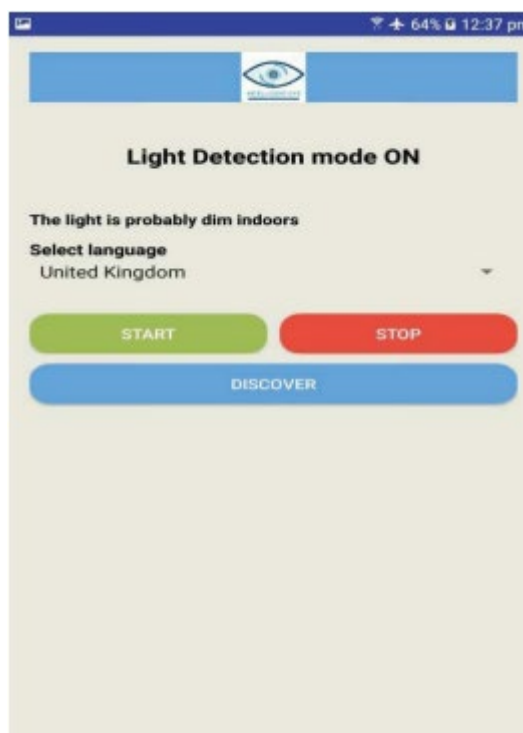 64% 12:37 pm
Light Detection mode ON
The light is probably dim indoors
Select language
United Kingdom
START STOP
DISCOVER